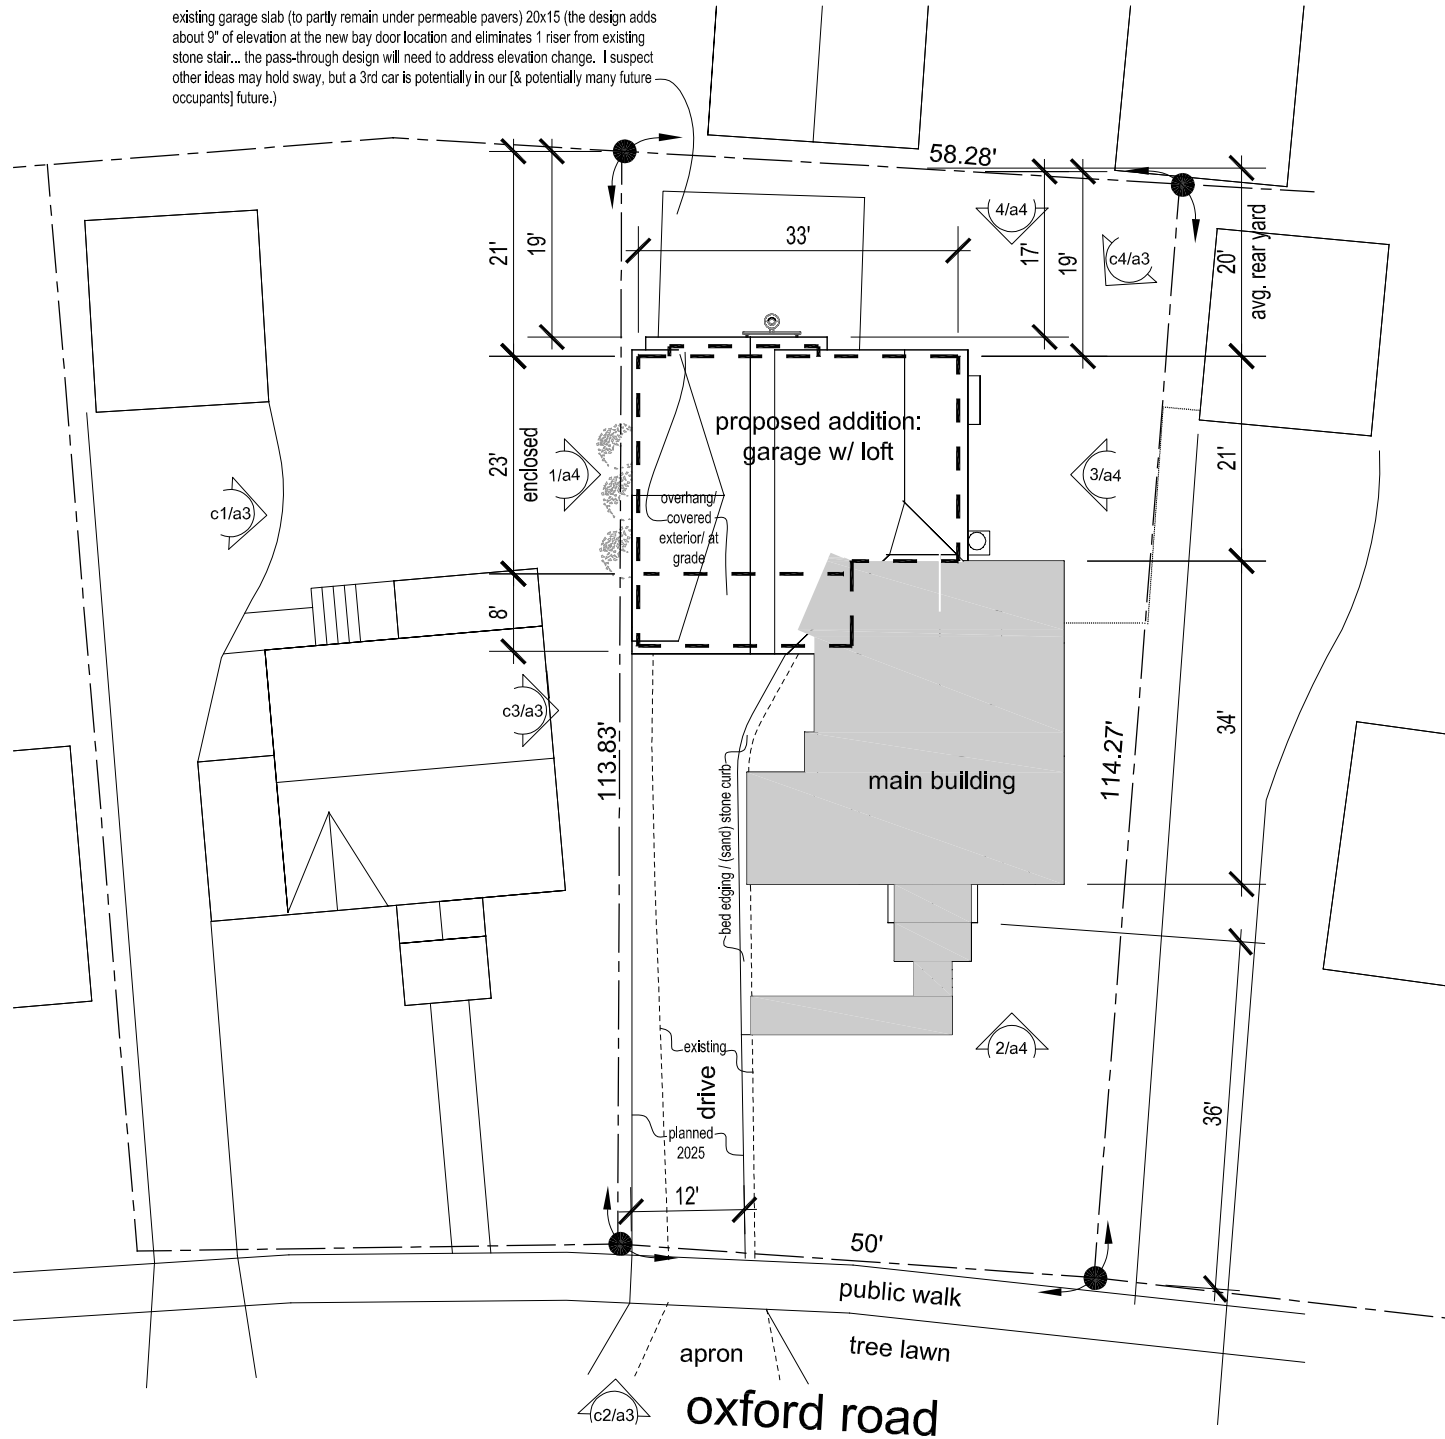 existing garage slab (to partly remain under permeable pavers) 20x15 (the design adds
about 9" of elevation at the new bay door location and eliminates 1 riser from existing
stone stair... the pass-through design will need to address elevation change. I suspect
other ideas may hold sway, but a 3rd car is potentially in our [& potentially many future
occupants] future.)
58.28'
21'
19'
33'
4/a4
17'
19'
c4/a3
20'
avg. rear yard
proposed addition:
garage w/ loft
23'
enclosed
1/a4
3/a4
21'
c1/a3
overhang/
covered
exterior/ at
grade
8'
c3/a3
113.83'
bed edging / (sand) stone curb
main building
114.27'
34'
existing
drive
2/a4
planned
2025
36'
12'
50'
public walk
apron
tree lawn
c2/a3
oxford road